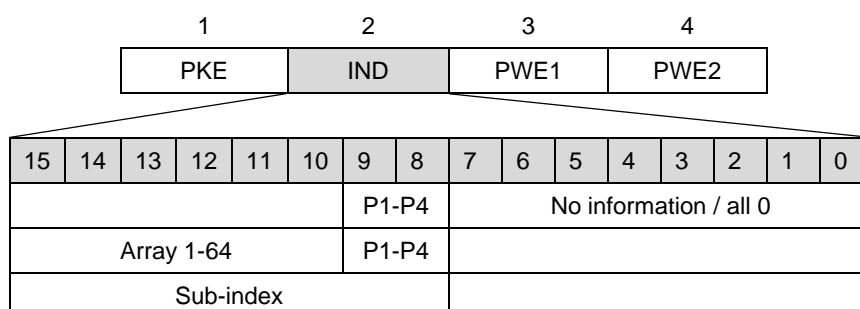 1 2 3 4
PKE IND PWE1 PWE2
15 14 13 12 11 10 9 8 7 6 5 4 3 2 1 0
P1-P4 No information / all 0
Array 1-64 P1-P4
Sub-index